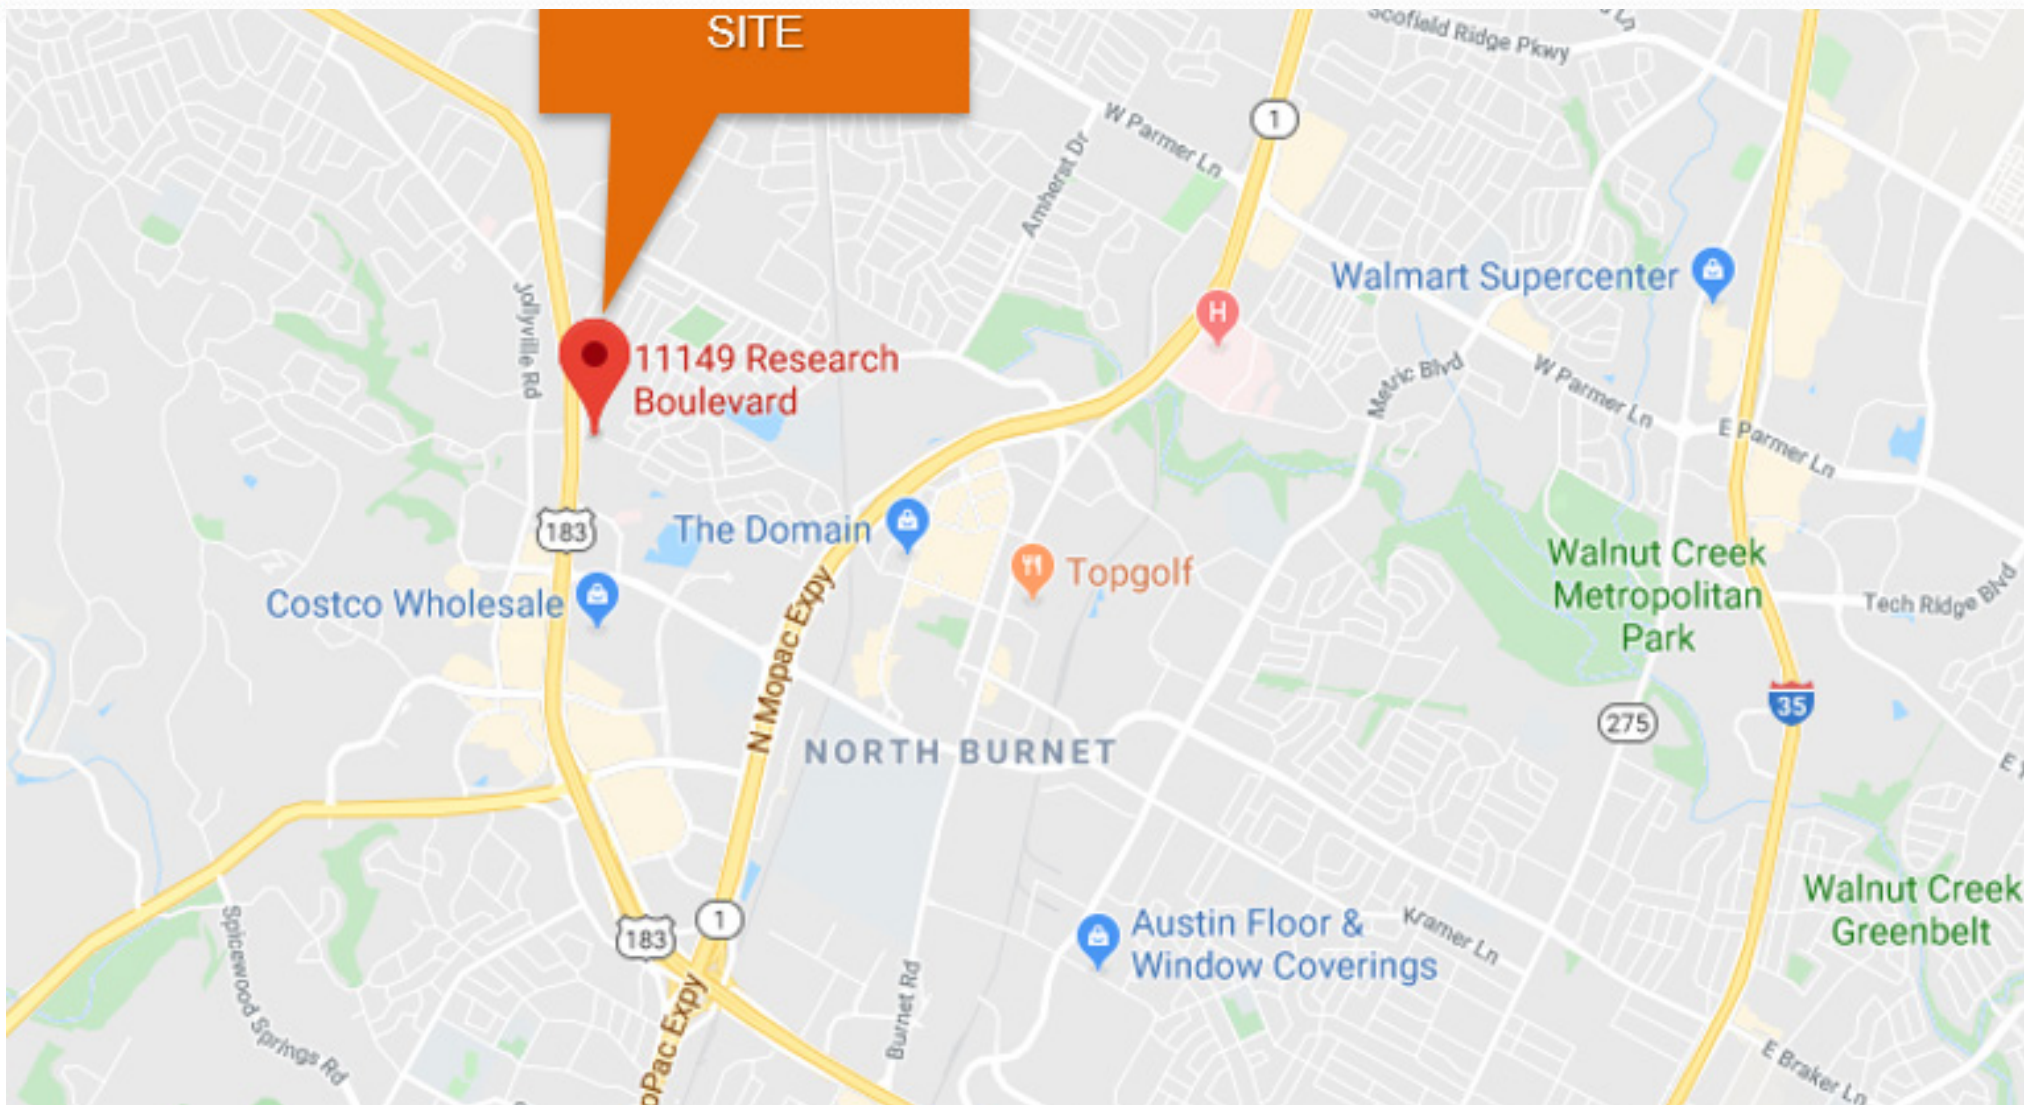 SITE
Scofield Ridge Pkwy
1
W Parmer Ln
Amherst Dr
Walmart Supercenter
H
Jollyville Rd
11149 Research
Boulevard
Metric Blvd
W Parmer Ln
E Parmer Ln
183
The Domain
Topgolf
Costco Wholesale
Walnut Creek
Metropolitan
Park
Tech Ridge Blvd
N Mopac Expy
275
35
NORTH BURNET
Walnut Creek
Greenbelt
Spicewood Springs Rd
183
1
Austin Floor &
Window Coverings
Kramer Ln
Burnet Rd
oPac Expy
E Braker Ln